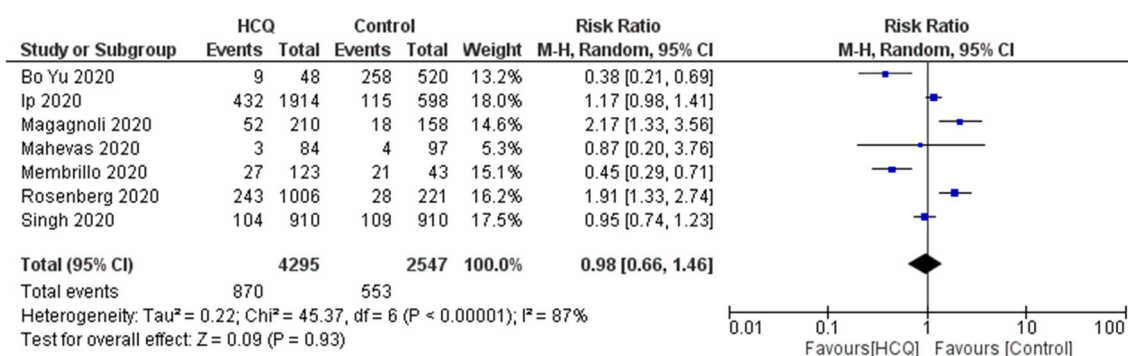 HCQ Control Risk Ratio Risk Ratio
Study or Subgroup Events Total Events Total Weight M-H, Random, 95% CI M-H, Random, 95% CI
Bo Yu 2020 9 48 258 520 13.2% 0.38 [0.21, 0.69]
Ip 2020 432 1914 115 598 18.0% 1.17 [0.98, 1.41]
Magagnoli 2020 52 210 18 158 14.6% 2.17 [1.33, 3.56]
Mahevas 2020 3 84 4 97 5.3% 0.87 [0.20, 3.76]
Membrillo 2020 27 123 21 43 15.1% 0.45 [0.29, 0.71]
Rosenberg 2020 243 1006 28 221 16.2% 1.91 [1.33, 2.74]
Singh 2020 104 910 109 910 17.5% 0.95 [0.74, 1.23]
Total (95% CI) 4295 2547 100.0% 0.98 [0.66, 1.46]
Total events 870 553
Heterogeneity: Tau² = 0.22; Chi² = 45.37, df = 6 (P < 0.00001); I² = 87%
Test for overall effect: Z = 0.09 (P = 0.93)
0.01 0.1 1 10 100
Favours[HCQ] Favours [Control]